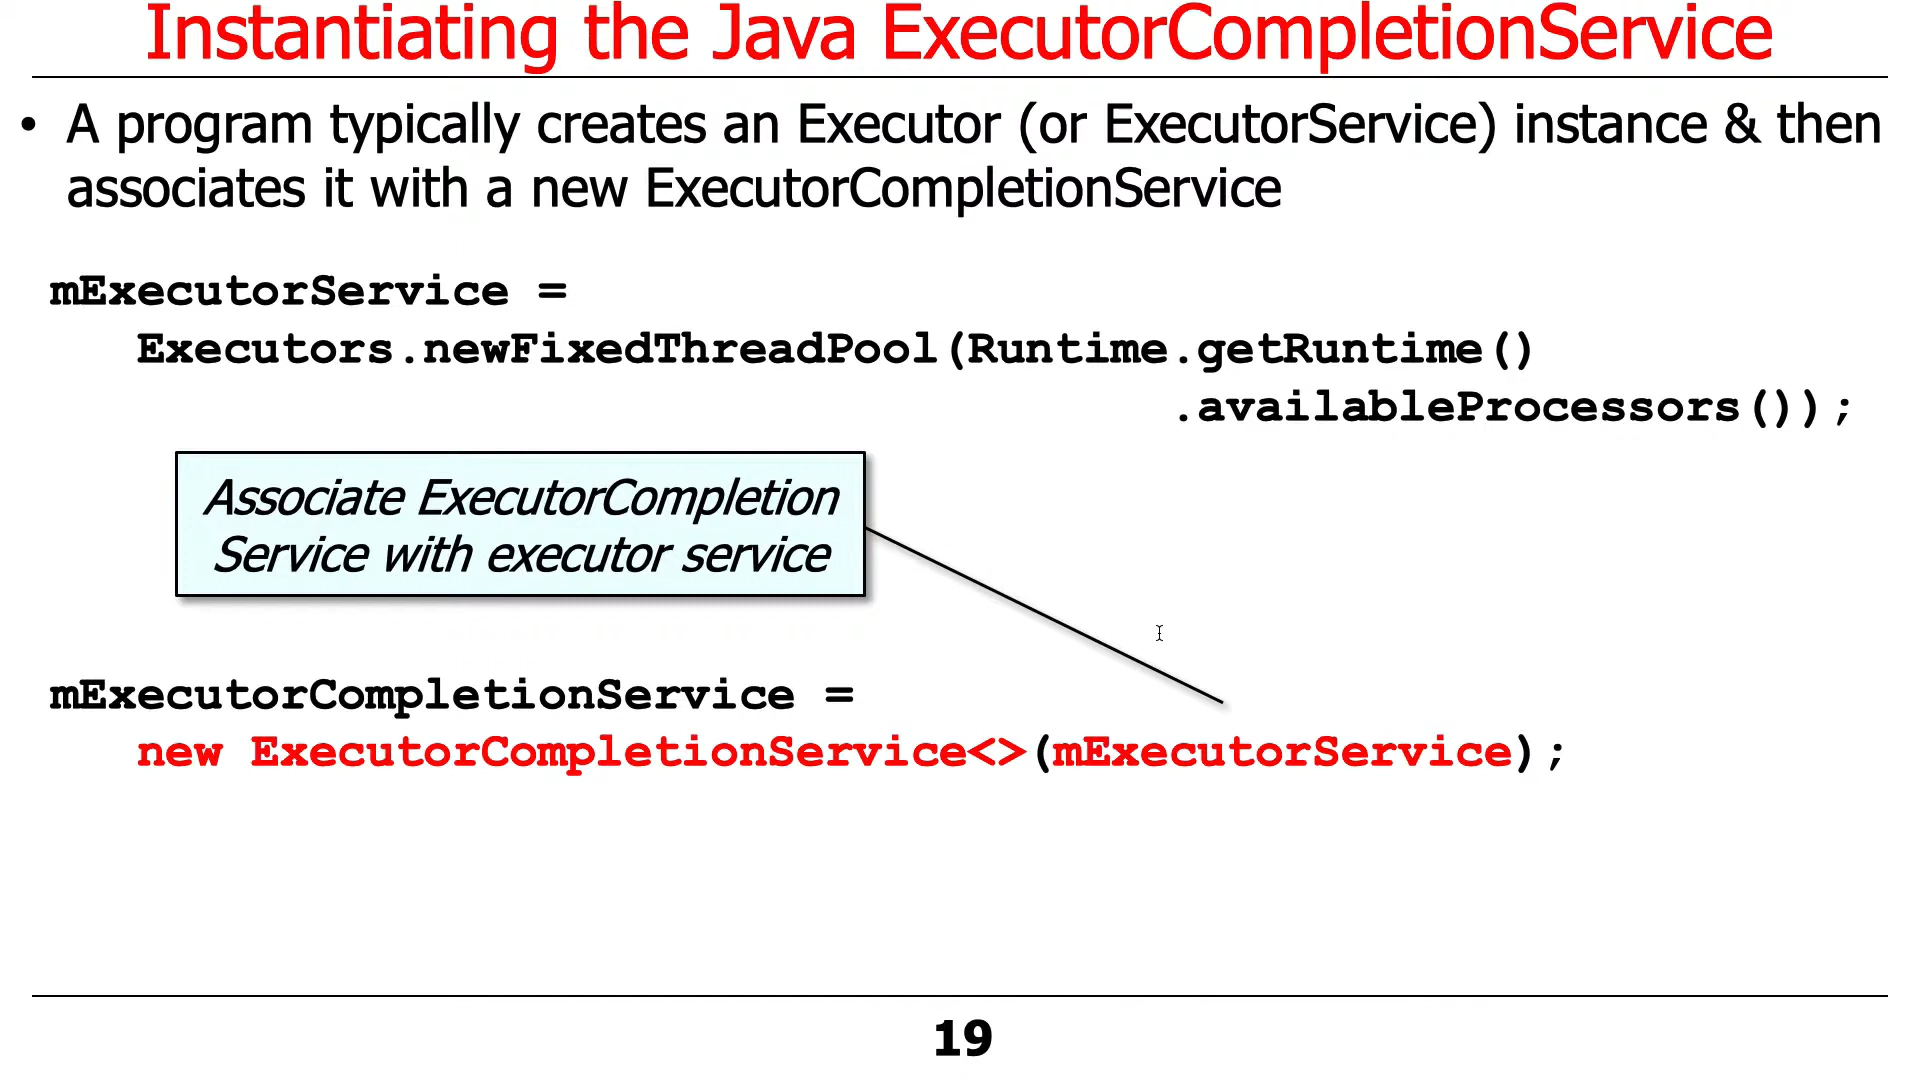 Instantiating the Java ExecutorCompletionService
• A program typically creates an Executor (or ExecutorService) instance & then
associates it with a new ExecutorCompletionService
mExecutorService =
Executors.newFixedThreadPool(Runtime.getRuntime()
.availableProcessors());
Associate ExecutorCompletion
Service with executor service
mExecutorCompletionService =
new ExecutorCompletionService<>(mExecutorService);
19